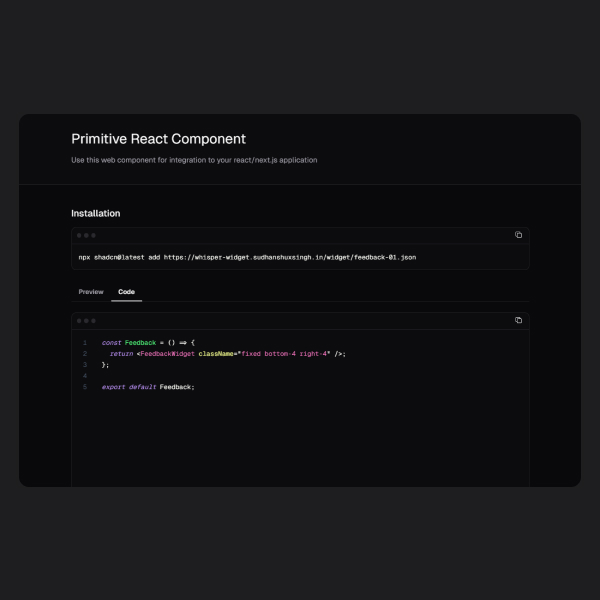 Primitive React Component
Use this web component for integration to your react/next.js application
Installation
npx shadcn@latest add https://whisper-widget.sudhanshuxsingh.in/widget/feedback-01.json
Preview Code
1 const Feedback = () => {
2 return <FeedbackWidget className="fixed bottom-4 right-4" />;
3 };
4
5 export default Feedback;